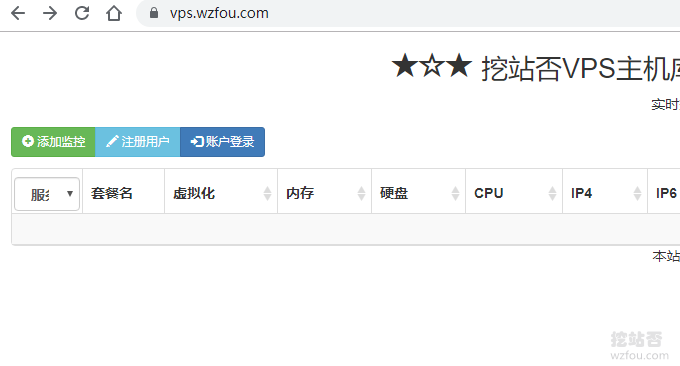 vps.wzfou.com
★☆★ 挖站否VPS主机库
实时
添加监控 注册用户 账户登录
服务 套餐名 虚拟化 内存 硬盘 CPU IP4 IP6
本站
挖站否
wzfou.com